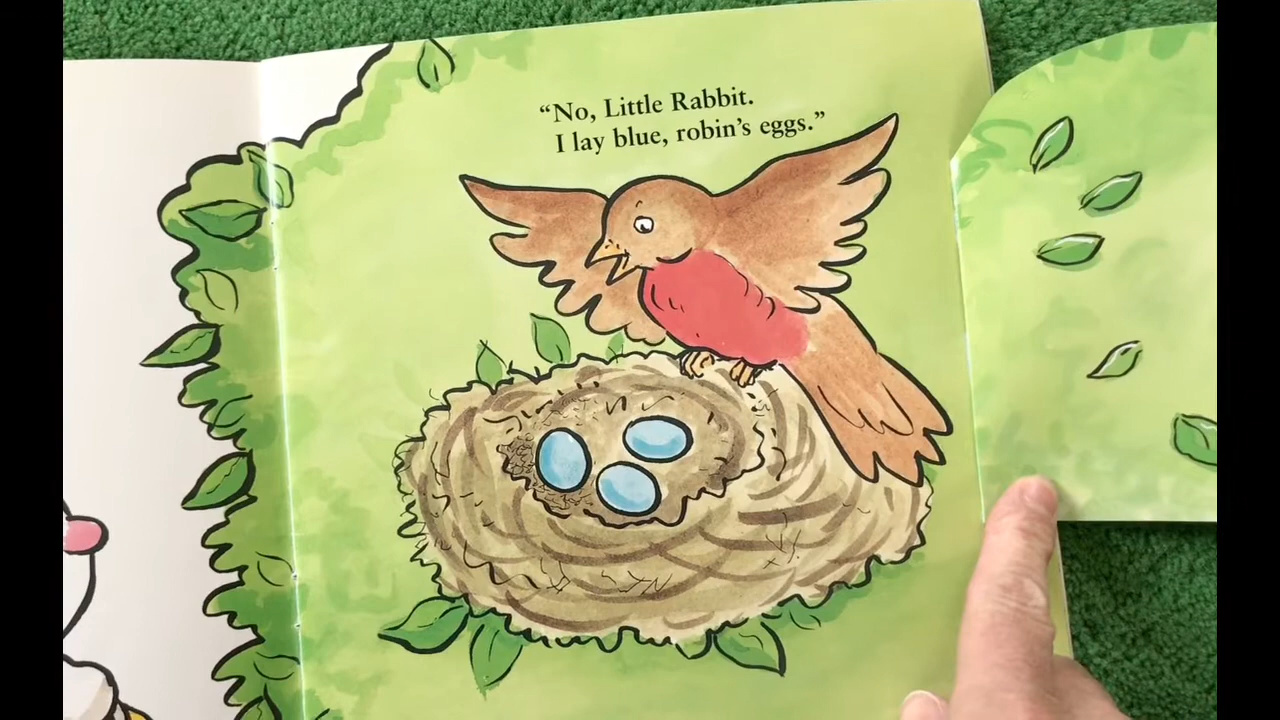 “No, Little Rabbit.
I lay blue, robin’s eggs.”